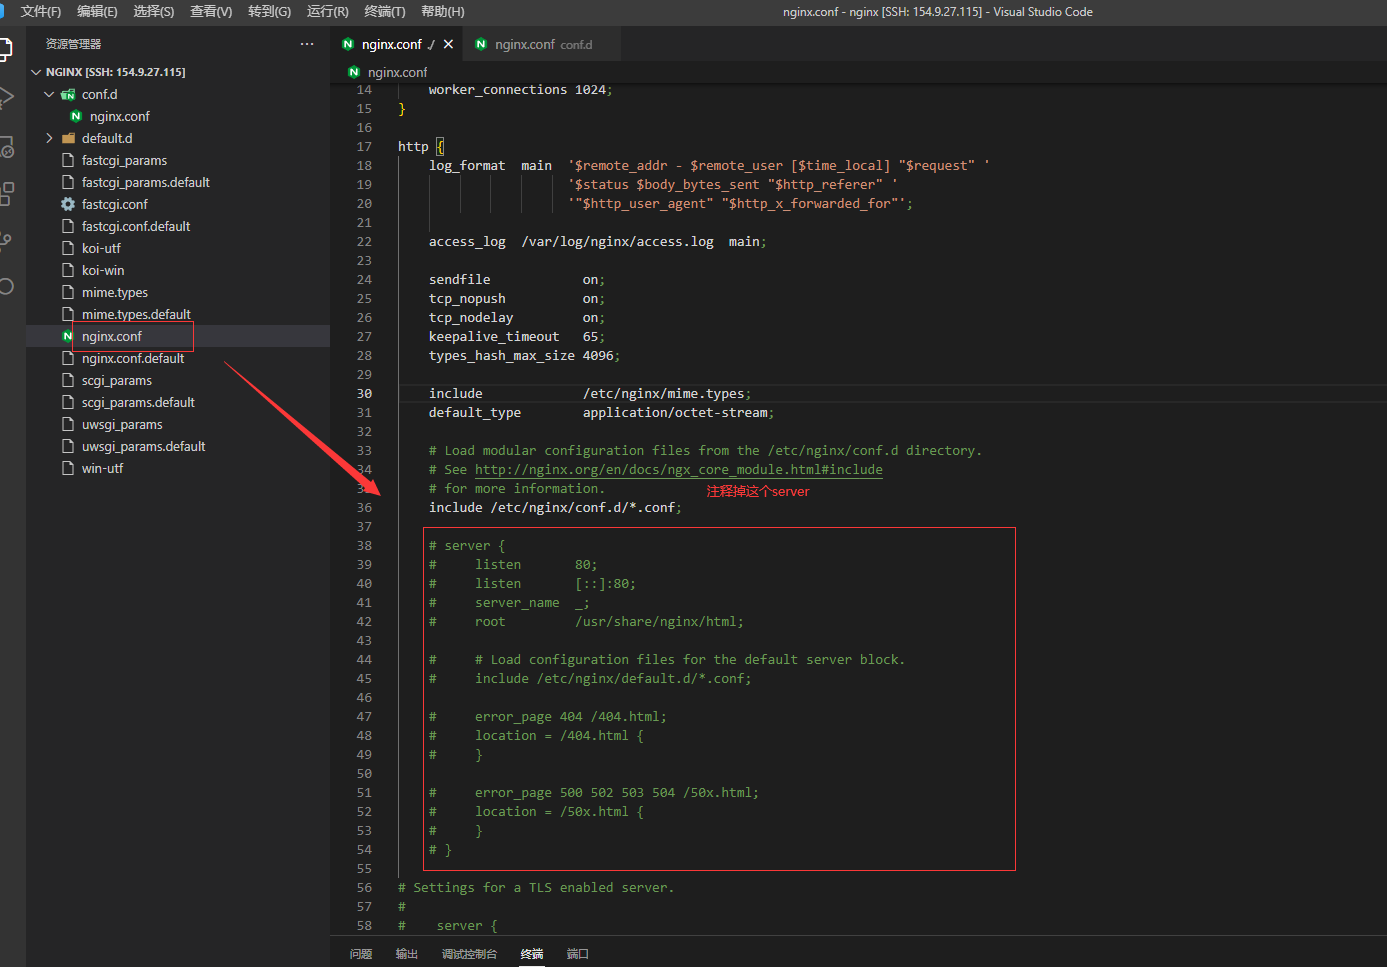 文件(F) 编辑(E) 选择(S) 查看(V) 转到(G) 运行(R) 终端(T) 帮助(H) nginx.conf - nginx [SSH: 154.9.27.115] - Visual Studio Code
资源管理器 ···
NGINX [SSH: 154.9.27.115]
conf.d
nginx.conf
default.d
fastcgi_params
fastcgi_params.default
fastcgi.conf
fastcgi.conf.default
koi-utf
koi-win
mime.types
mime.types.default
nginx.conf
nginx.conf.default
scgi_params
scgi_params.default
uwsgi_params
uwsgi_params.default
win-utf
nginx.conf nginx.conf conf.d
nginx.conf
14 worker_connections 1024;
15 }
16
17 http {
18 log_format main '$remote_addr - $remote_user [$time_local] "$request" '
19 '$status $body_bytes_sent "$http_referer" '
20 '"$http_user_agent" "$http_x_forwarded_for"';
21
22 access_log /var/log/nginx/access.log main;
23
24 sendfile on;
25 tcp_nopush on;
26 tcp_nodelay on;
27 keepalive_timeout 65;
28 types_hash_max_size 4096;
29
30 include /etc/nginx/mime.types;
31 default_type application/octet-stream;
32
33 # Load modular configuration files from the /etc/nginx/conf.d directory.
34 # See http://nginx.org/en/docs/ngx_core_module.html#include
35 # for more information.
注释掉这个server
36 include /etc/nginx/conf.d/*.conf;
37
38 # server {
39 # listen 80;
40 # listen [::]:80;
41 # server_name _;
42 # root /usr/share/nginx/html;
43
44 # # Load configuration files for the default server block.
45 # include /etc/nginx/default.d/*.conf;
46
47 # error_page 404 /404.html;
48 # location = /404.html {
49 # }
50
51 # error_page 500 502 503 504 /50x.html;
52 # location = /50x.html {
53 # }
54 # }
55
56 # Settings for a TLS enabled server.
57 #
58 # server {
问题 输出 调试控制台 终端 端口